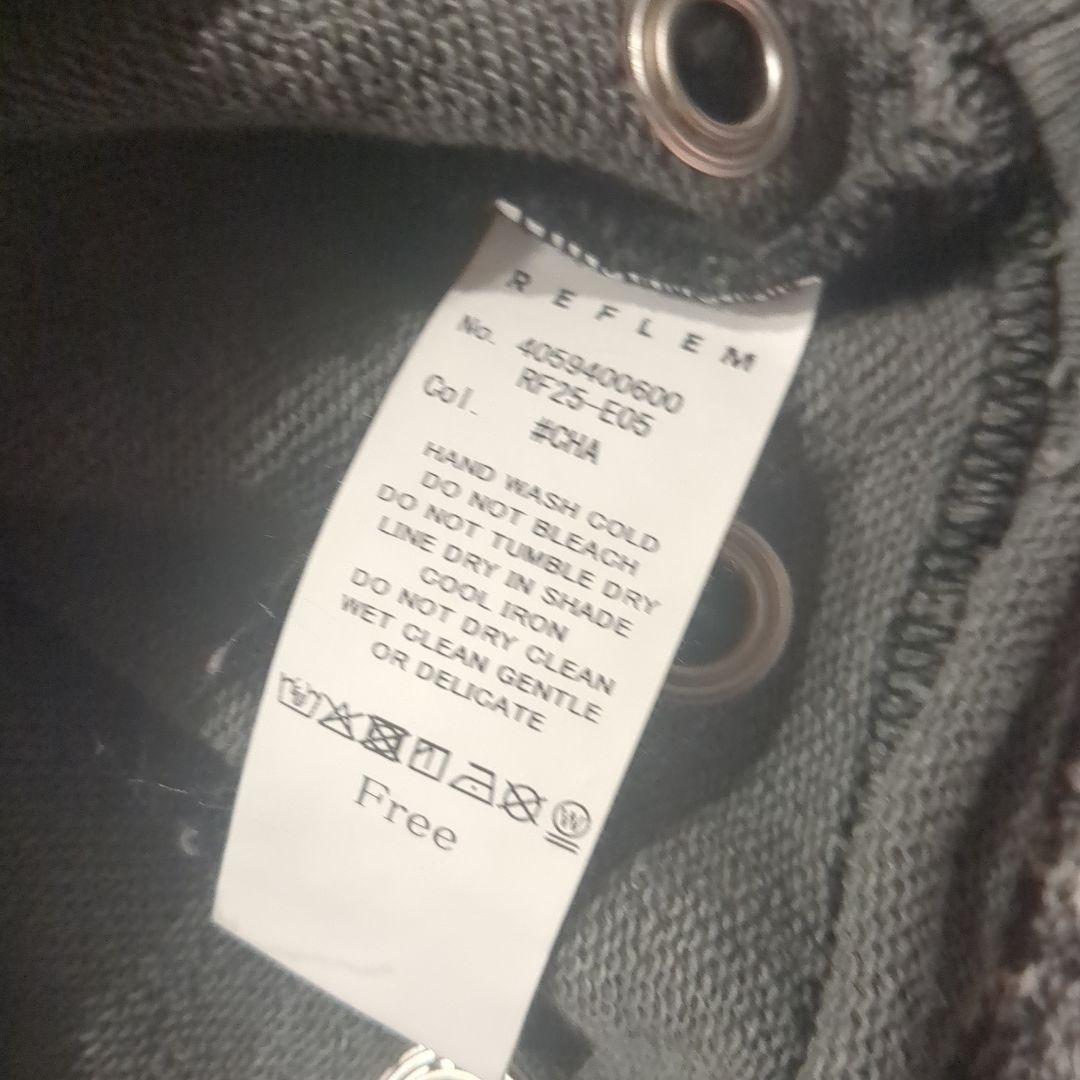 REFLEM
No. 4059400600
RF25-E05
Col. #CHA
HAND WASH COLD
DO NOT BLEACH
DO NOT TUMBLE DRY
LINE DRY IN SHADE
COOL IRON
DO NOT DRY CLEAN
WET CLEAN GENTLE
OR DELICATE
W
Free